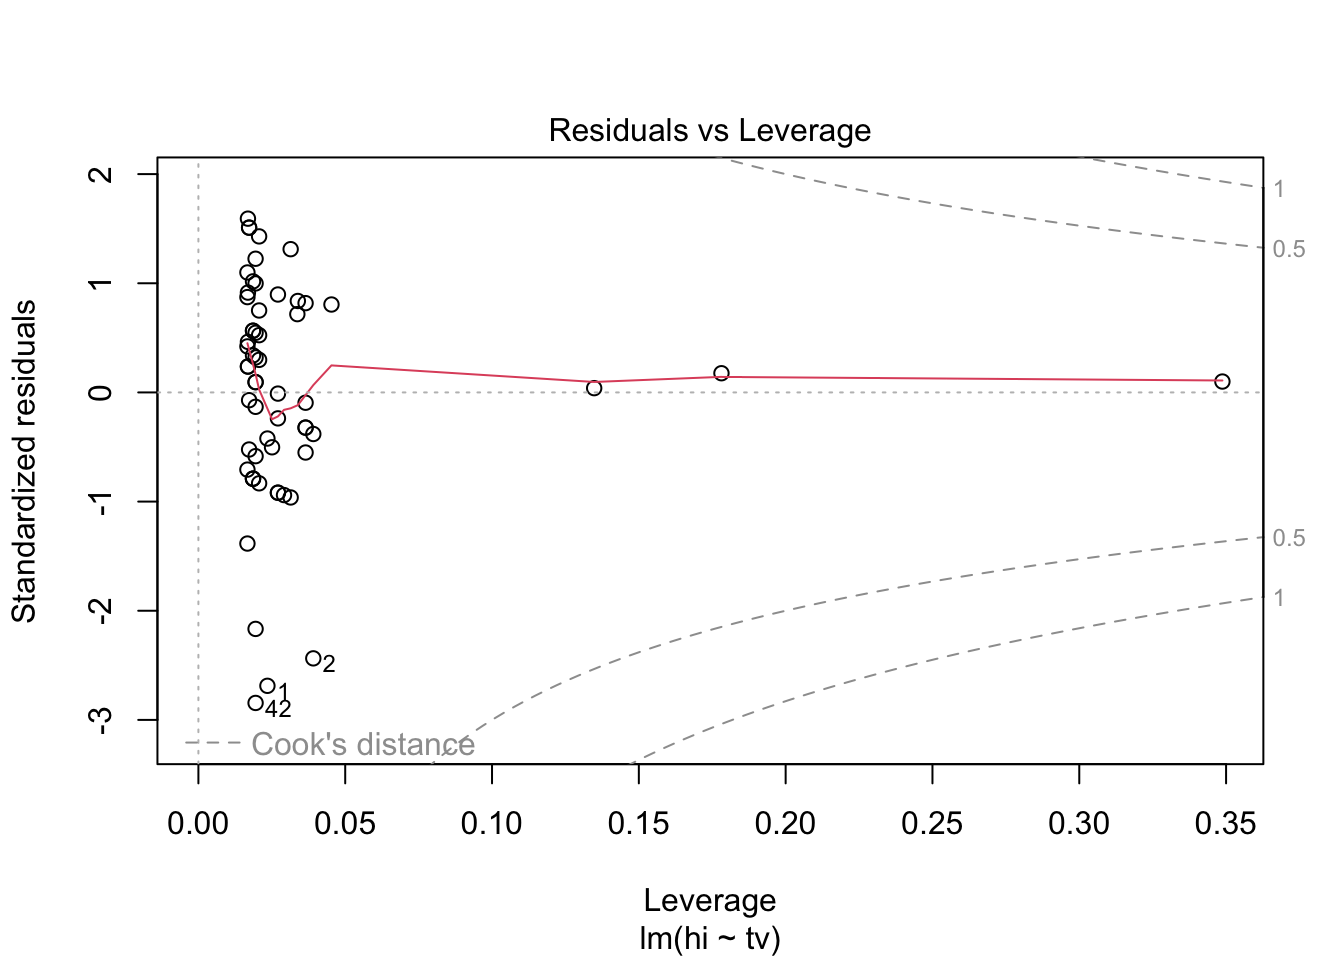 Residuals vs Leverage
Standardized residuals
2
1
0
-1
-2
-3
1
0.5
0.5
1
2
1
42
Cook's distance
0.00 0.05 0.10 0.15 0.20 0.25 0.30 0.35
Leverage
lm(hi ~ tv)